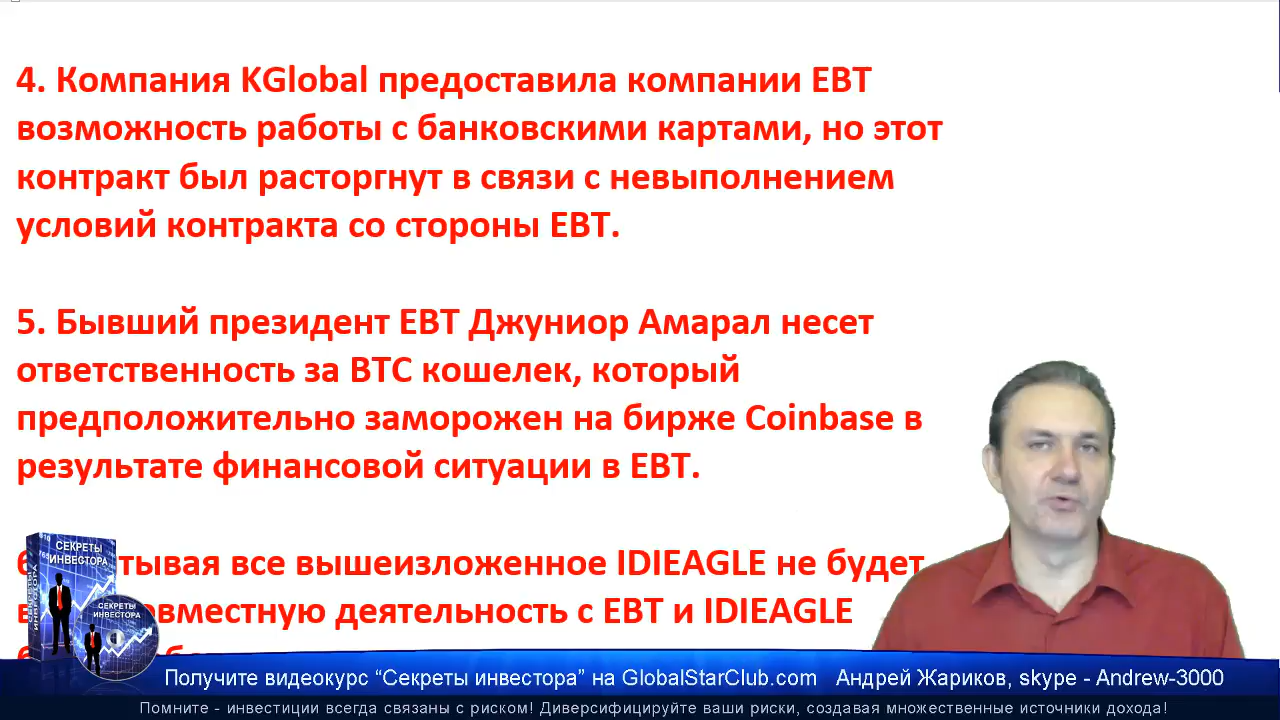 4. Компания KGlobal предоставила компании EBT
возможность работы с банковскими картами, но этот
контракт был расторгнут в связи с невыполнением
условий контракта со стороны EBT.
5. Бывший президент EBT Джуниор Амарал несет
ответственность за BTC кошелек, который
предположительно заморожен на бирже Coinbase в
результате финансовой ситуации в EBT.
все вышеизложенное IDIEAGLE не будет
деятельность с EBT и IDIEAGLE
СЕКРЕТЫ
ИНВЕСТОРА
СЕКРЕТЫ
ИНВЕСТОРА
Получите видеокурс “Секреты инвестора” на GlobalStarClub.com Андрей Жариков, skype - Andrew-3000
Помните - инвестиции всегда связаны с риском! Диверсифицируйте ваши риски, создавая множественные источники дохода!